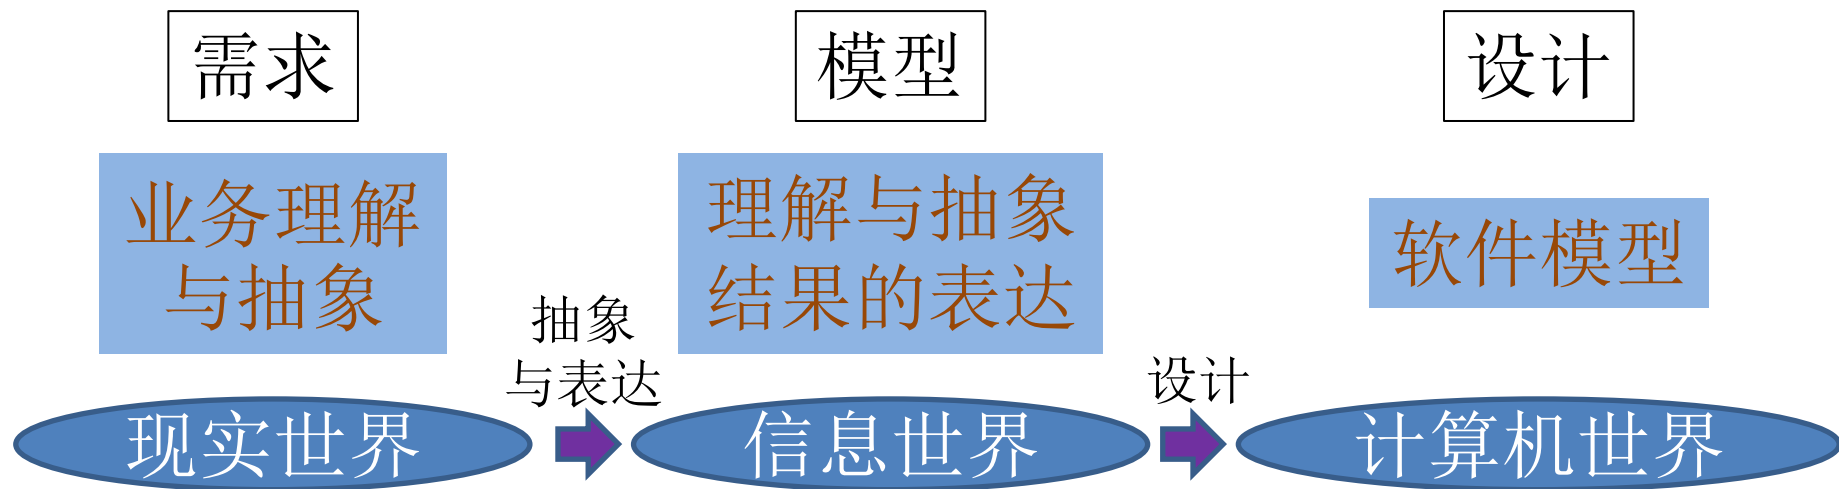 需求
模型
设计
业务理解
与抽象
理解与抽象
结果的表达
软件模型
抽象
与表达
设计
现实世界
信息世界
计算机世界